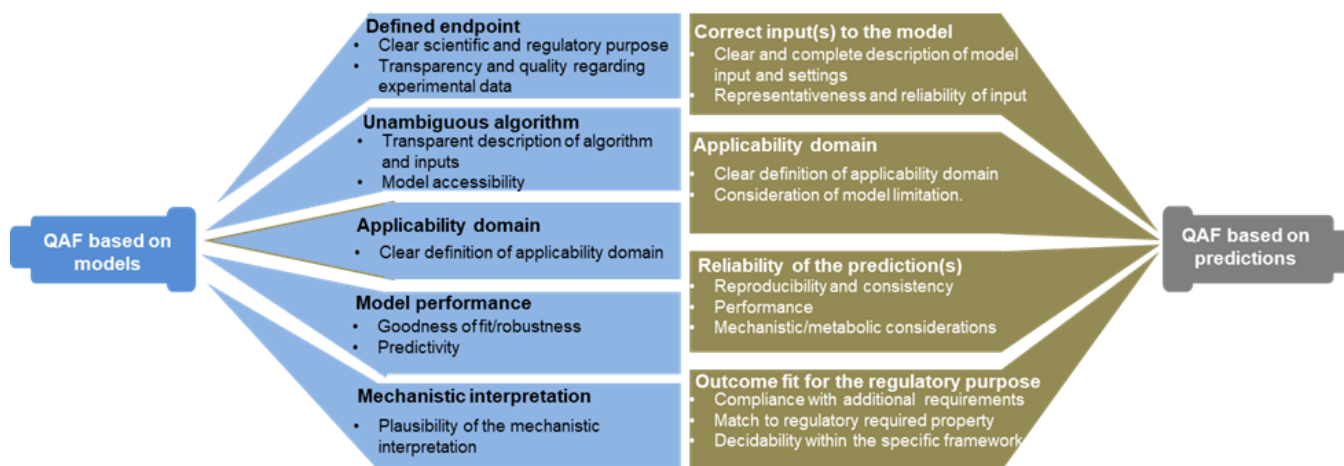 QAF based on
models
Defined endpoint
• Clear scientific and regulatory purpose
• Transparency and quality regarding
experimental data
Unambiguous algorithm
• Transparent description of algorithm
and inputs
• Model accessibility
Applicability domain
• Clear definition of applicability domain
Model performance
• Goodness of fit/robustness
• Predictivity
Mechanistic interpretation
• Plausibility of the mechanistic
interpretation
Correct input(s) to the model
• Clear and complete description of model
input and settings
• Representativeness and reliability of input
Applicability domain
• Clear definition of applicability domain
• Consideration of model limitation.
Reliability of the prediction(s)
• Reproducibility and consistency
• Performance
• Mechanistic/metabolic considerations
Outcome fit for the regulatory purpose
• Compliance with additional requirements
• Match to regulatory required property
• Decidability within the specific framework
QAF based on
predictions